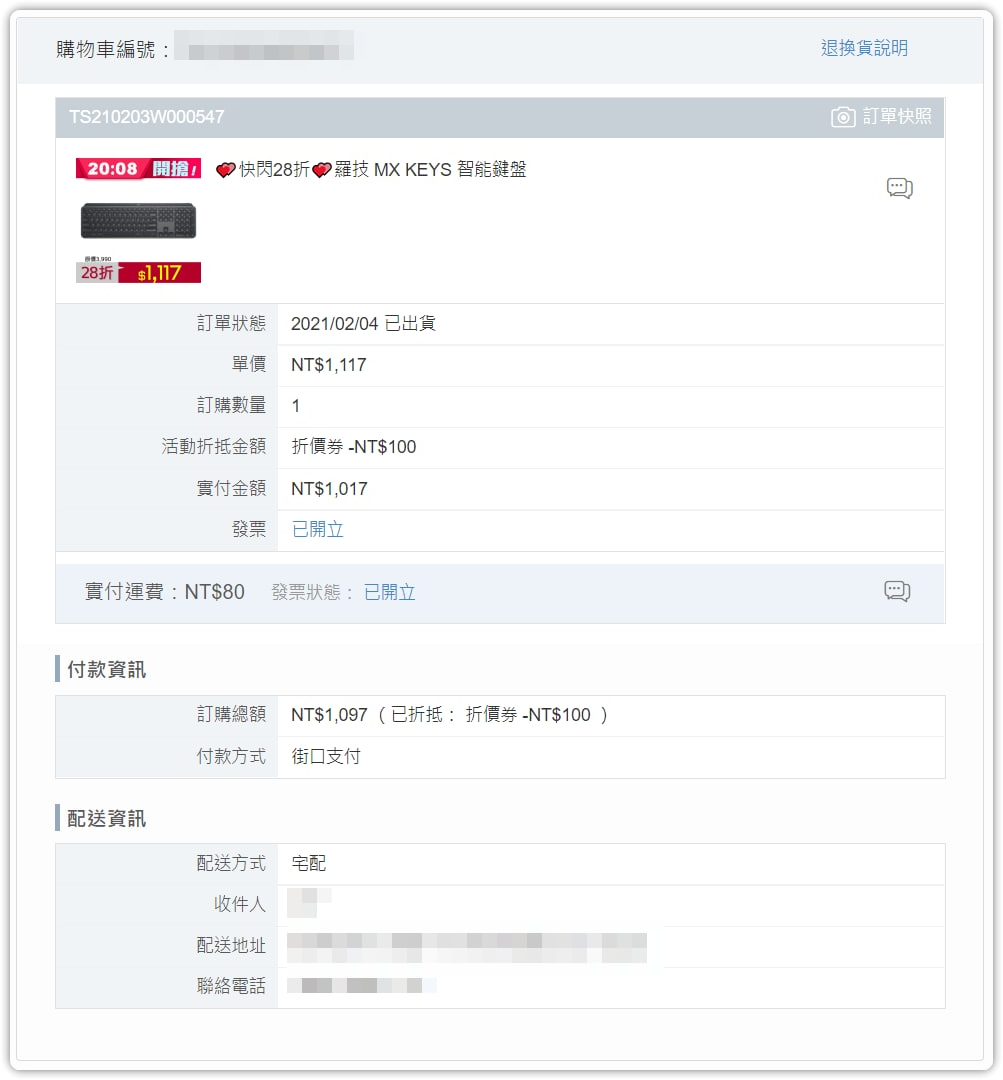 購物車編號：
退換貨說明
TS210203W000547
訂單快照
20:08 開搶!
❤快閃28折❤羅技 MX KEYS 智能鍵盤
原價3,990
28折 $1,117
訂單狀態 2021/02/04 已出貨
單價 NT$1,117
訂購數量 1
活動折抵金額 折價券 -NT$100
實付金額 NT$1,017
發票 已開立
實付運費：NT$80 發票狀態： 已開立
付款資訊
訂購總額 NT$1,097（已折抵： 折價券 -NT$100 ）
付款方式 街口支付
配送資訊
配送方式 宅配
收件人
配送地址
聯絡電話